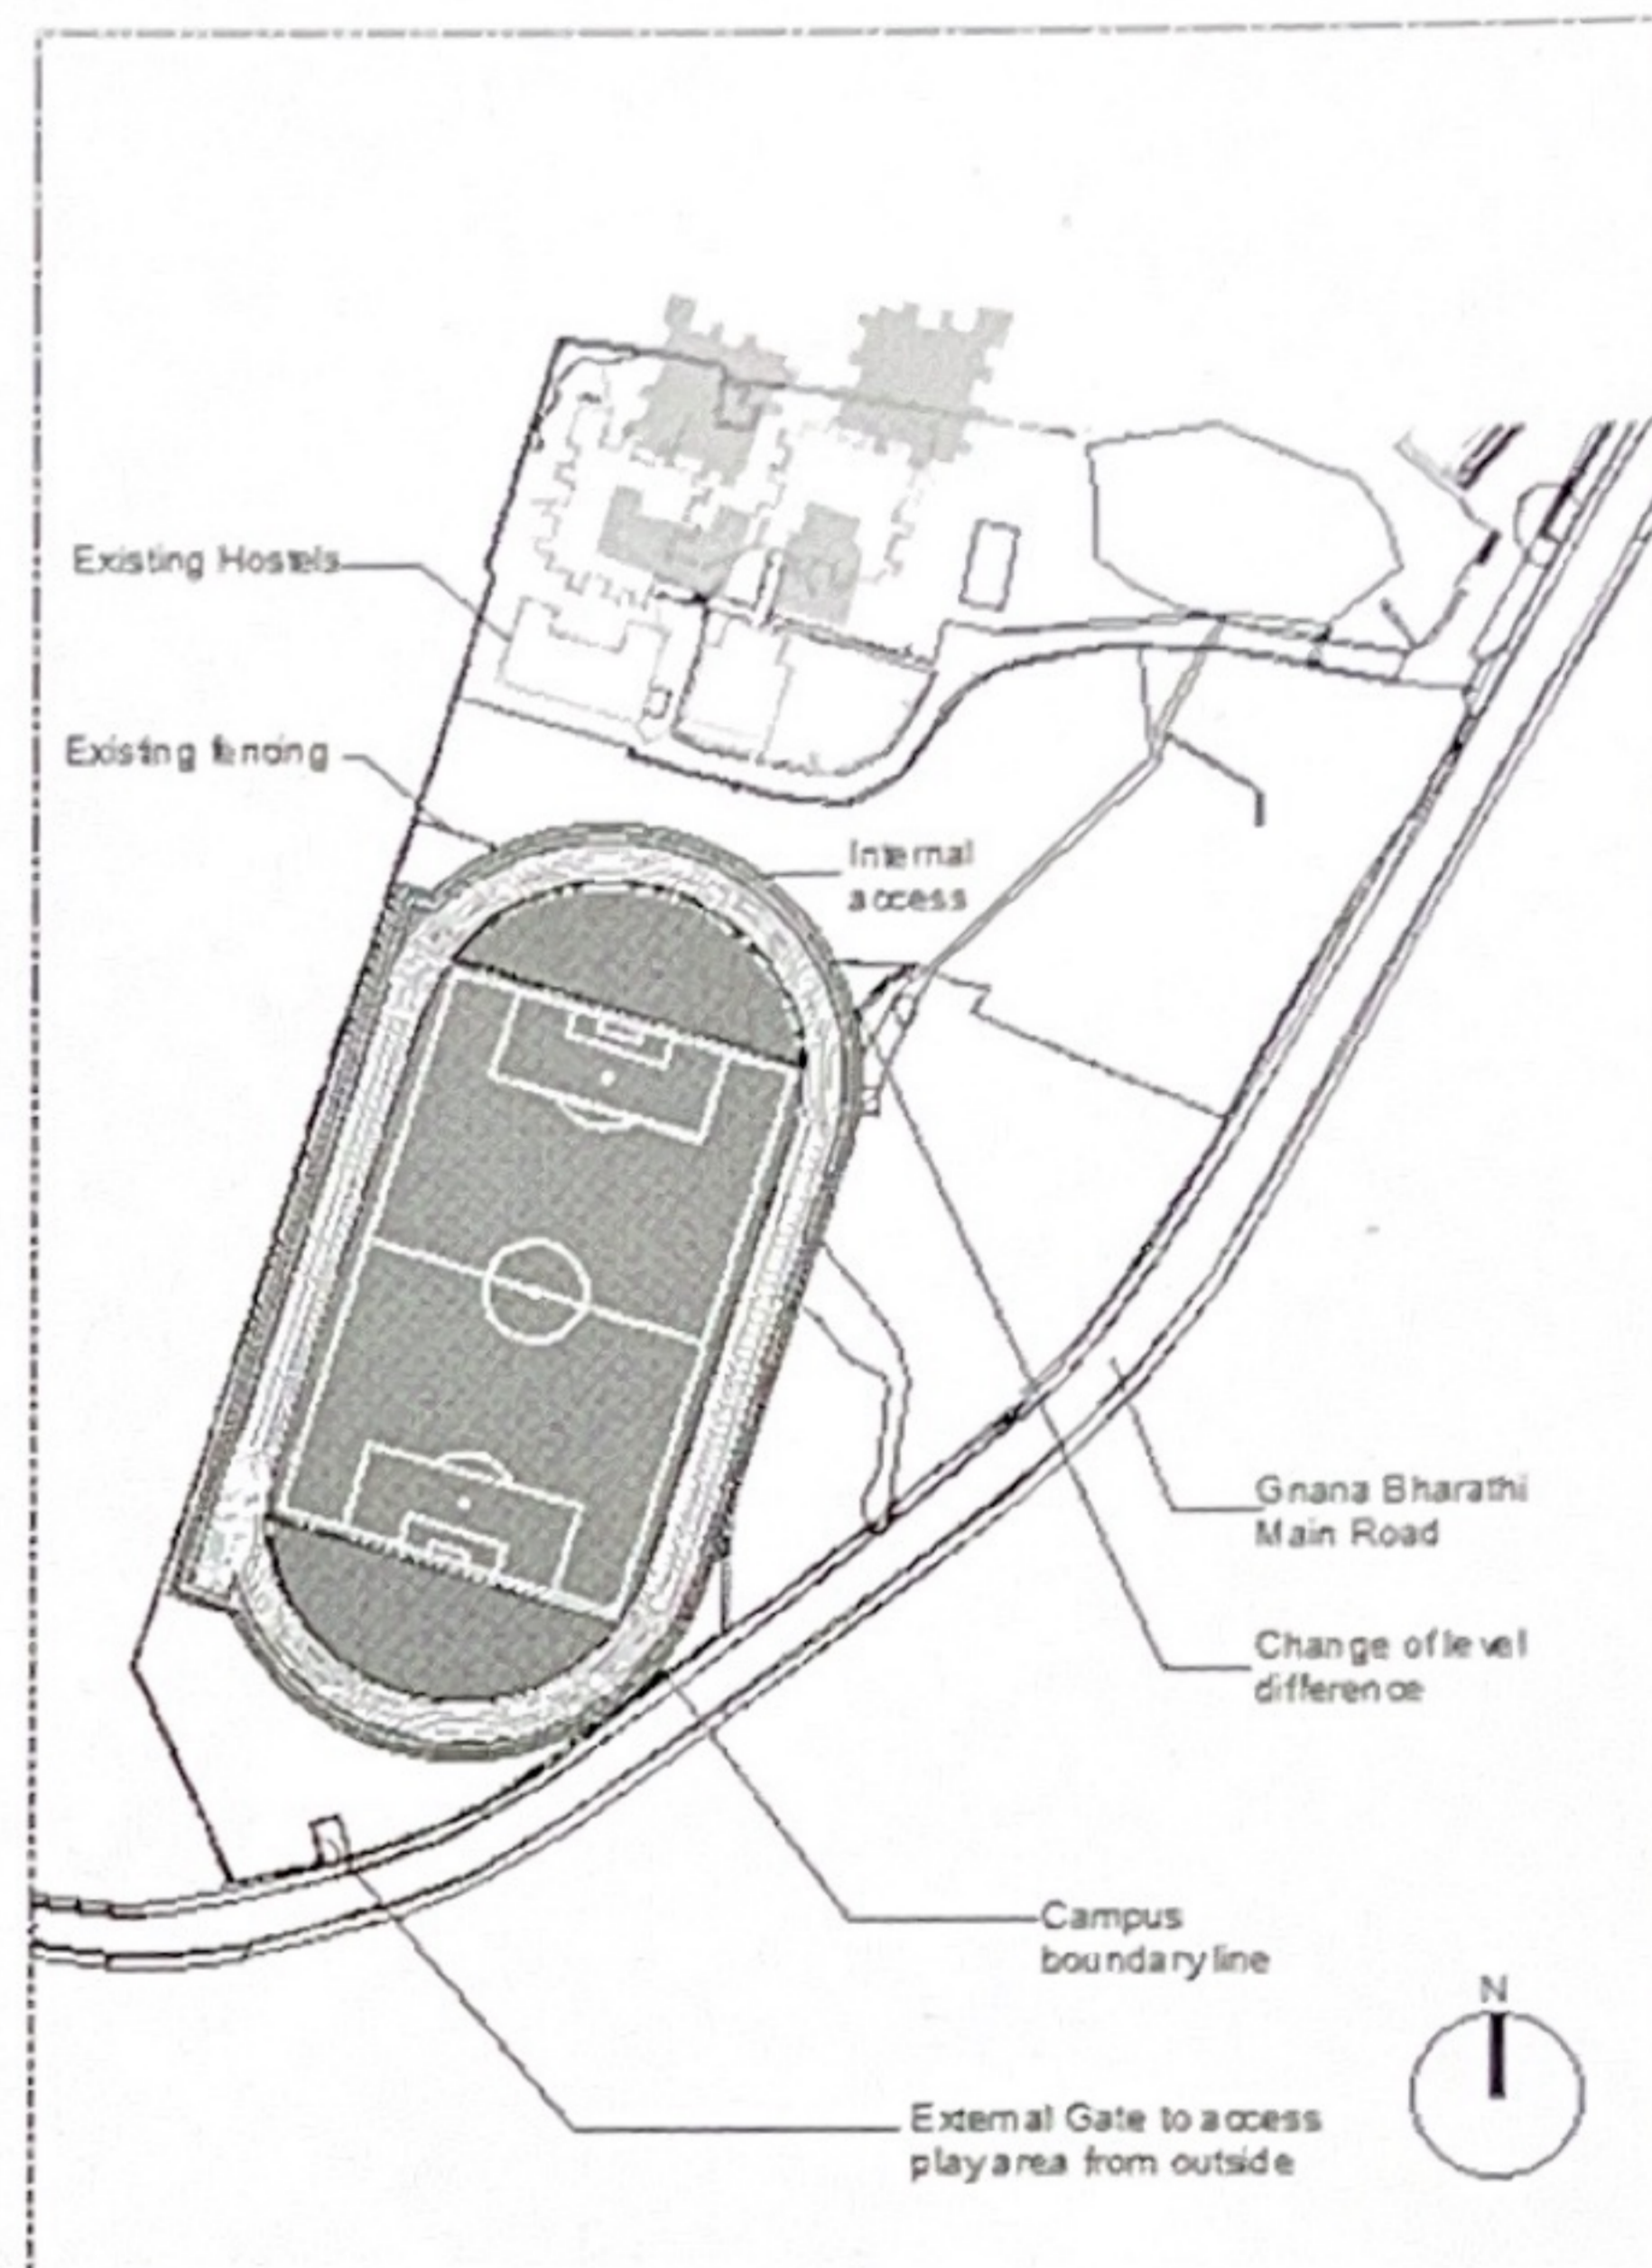 Existing Hostels
Existing fencing
Internal
access
Gnana Bharathi
Main Road
Change of level
difference
Campus
boundary line
N
External Gate to access
play area from outside